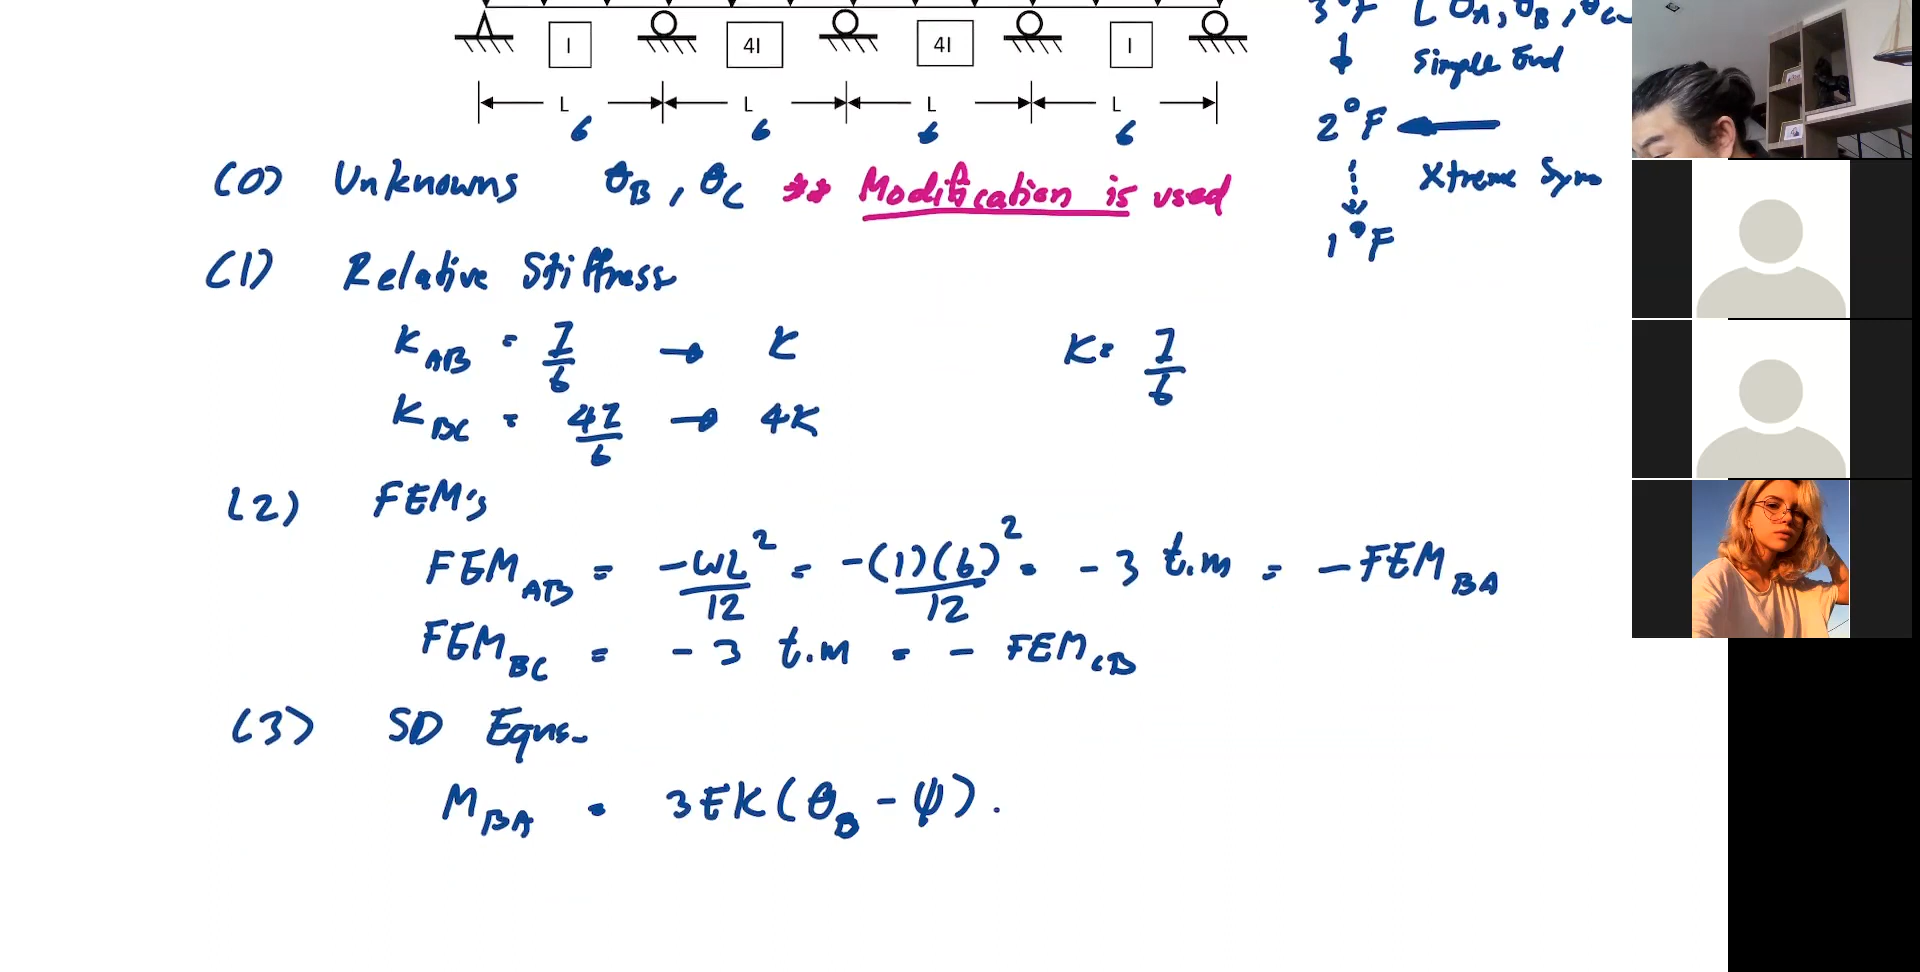 I 4I 4I I
L L L L
6 6 6 6
3°F
Simple End
2°F
Xtreme Sym
1°F
(0) Unknowns θB, θC ** Modification is used
(1) Relative Stiffness
KAB = I/6 → K K = I/6
KBC = 4I/6 → 4K
(2) FEM's
FEMAB = -wL²/12 = -(1)(6)²/12 = -3 t.m = -FEMBA
FEMBC = -3 t.m = - FEMCB
(3) SD Eqns.
MBA = 3EK(θB - ψ).